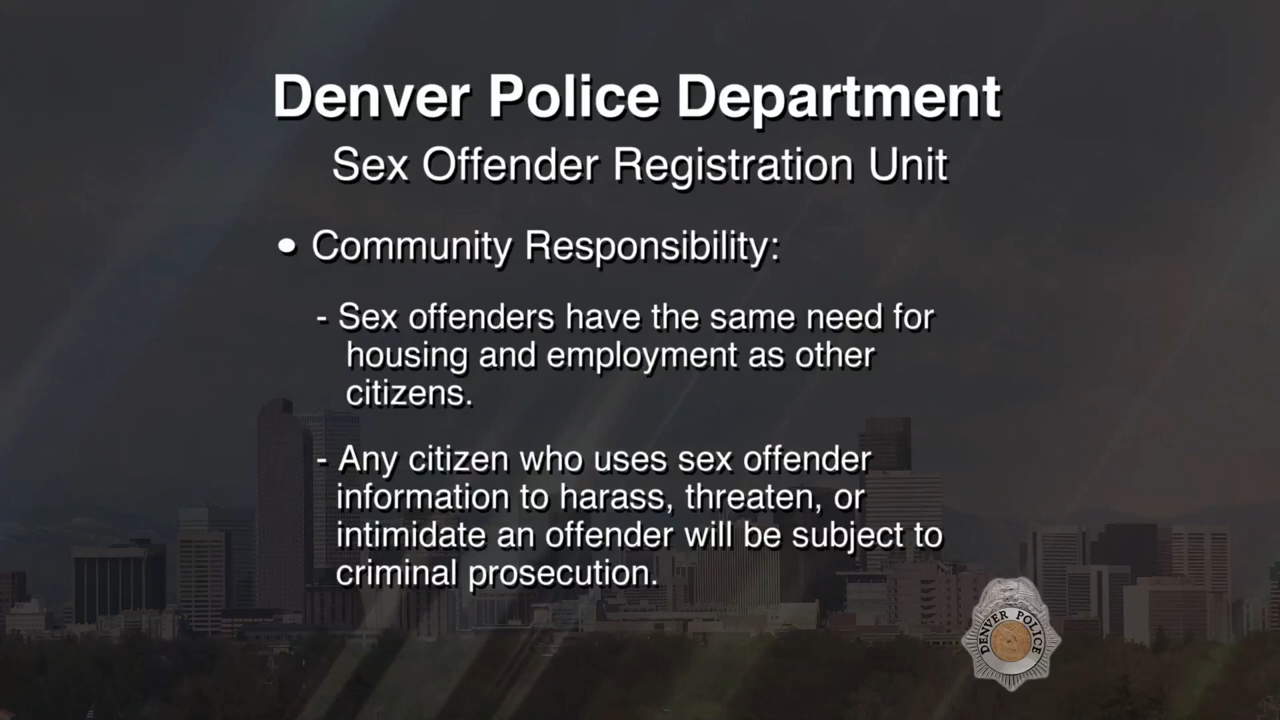 Denver Police Department
Sex Offender Registration Unit
• Community Responsibility:
- Sex offenders have the same need for
housing and employment as other
citizens.
- Any citizen who uses sex offender
information to harass, threaten, or
intimidate an offender will be subject to
criminal prosecution.
DENVER POLICE